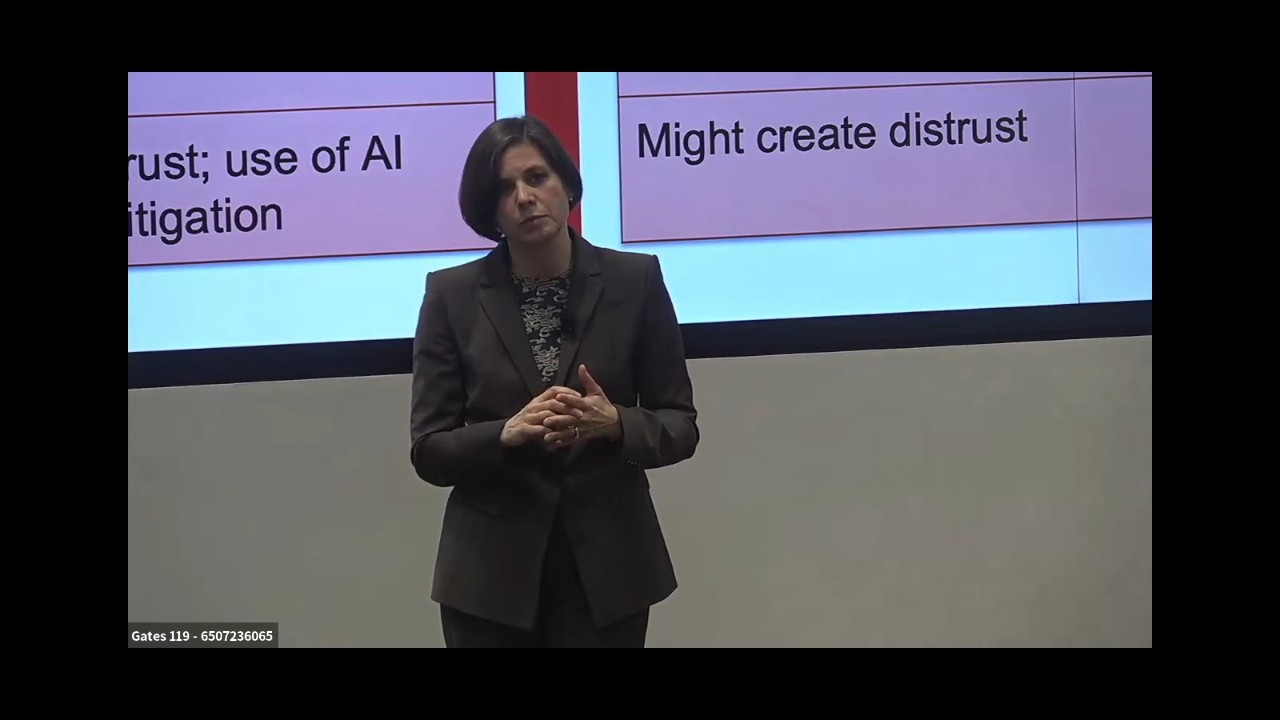 rust; use of AI
itigation
Might create distrust
Gates 119 - 6507236065